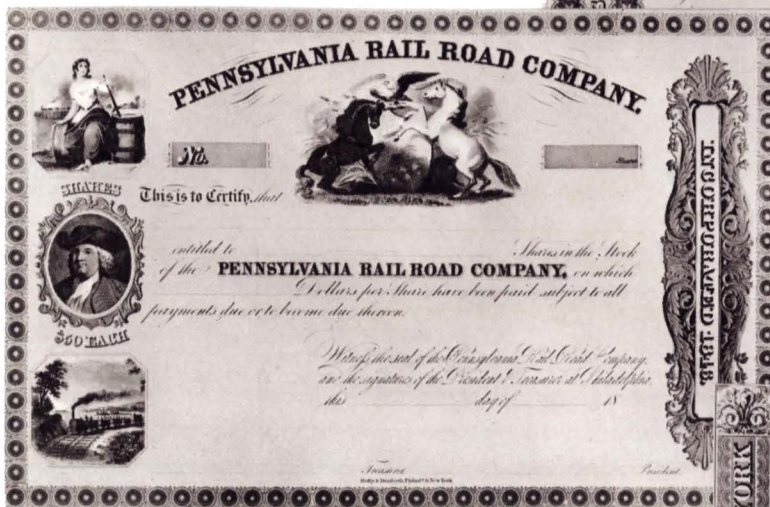 PENNSYLVANIA RAIL ROAD COMPANY.
No.
Shares
SHARES
$50 EACH
This is to Certify, that
entitled to Shares in the Stock
of the PENNSYLVANIA RAIL ROAD COMPANY, on which
Dollars per Share have been paid subject to all
payments due or to become due thereon.
Witness the seal of the Pennsylvania Rail Road Company,
and the signatures of the President & Treasurer at Philadelphia,
this day of 18
Treasurer
President.
INCORPORATED 1846.
YORK